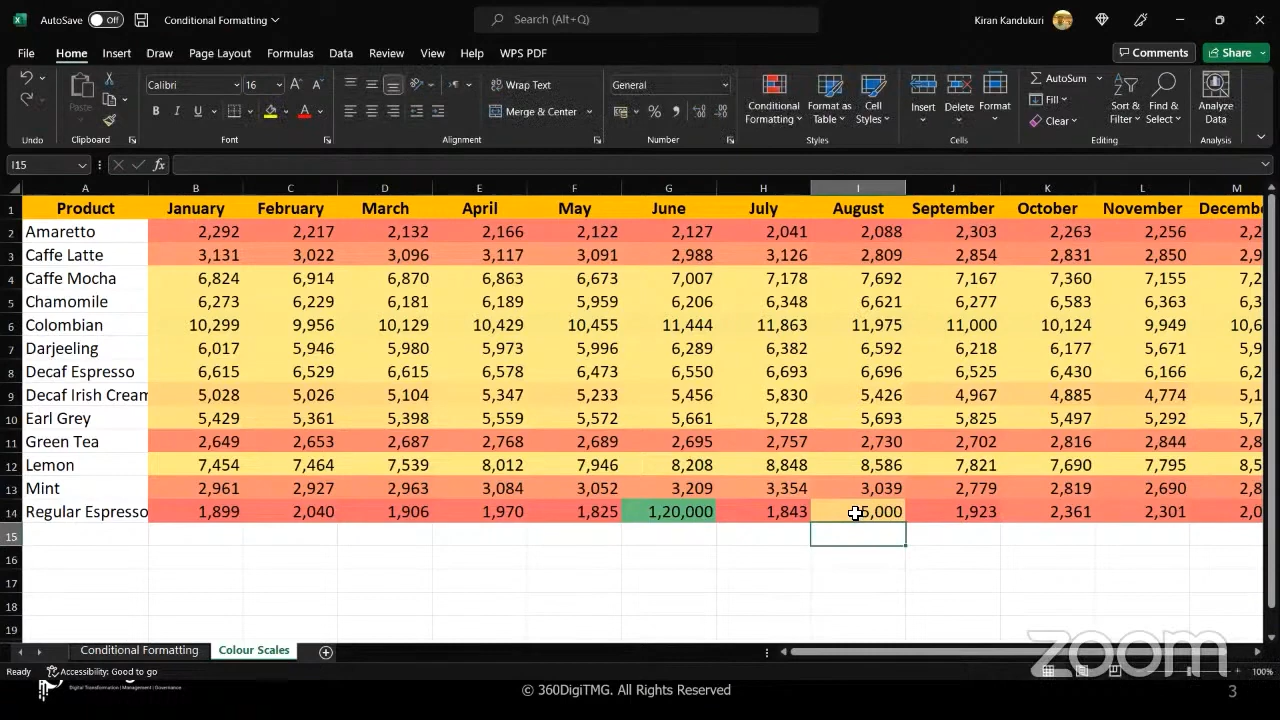 AutoSave Off Conditional Formatting Search (Alt+Q) Kiran Kandukuri
File Home Insert Draw Page Layout Formulas Data Review View Help WPS PDF Comments Share
Calibri 16 Wrap Text General AutoSum
Paste Merge & Center Conditional Formatting Format as Table Cell Styles Insert Delete Format Fill Clear Sort & Filter Find & Select Analyze Data
Undo Clipboard Font Alignment Number Styles Cells Editing Analysis
I15 fx
A B C D E F G H I J K L M
1 Product January February March April May June July August September October November
2 Amaretto 2,292 2,217 2,132 2,166 2,122 2,127 2,041 2,088 2,303 2,263 2,256 2,2
3 Caffe Latte 3,131 3,022 3,096 3,117 3,091 2,988 3,126 2,809 2,854 2,831 2,850 2,9
4 Caffe Mocha 6,824 6,914 6,870 6,863 6,673 7,007 7,178 7,692 7,167 7,360 7,155 7,2
5 Chamomile 6,273 6,229 6,181 6,189 5,959 6,206 6,348 6,621 6,277 6,583 6,363 6,3
6 Colombian 10,299 9,956 10,129 10,429 10,455 11,444 11,863 11,975 11,000 10,124 9,949 10,6
7 Darjeeling 6,017 5,946 5,980 5,973 5,996 6,289 6,382 6,592 6,218 6,177 5,671 5,9
8 Decaf Espresso 6,615 6,529 6,615 6,578 6,473 6,550 6,693 6,696 6,525 6,430 6,166 6,2
9 Decaf Irish Cream 5,028 5,026 5,104 5,347 5,233 5,456 5,830 5,426 4,967 4,885 4,774 5,1
10 Earl Grey 5,429 5,361 5,398 5,559 5,572 5,661 5,728 5,693 5,825 5,497 5,292 5,7
11 Green Tea 2,649 2,653 2,687 2,768 2,689 2,695 2,757 2,730 2,702 2,816 2,844 2,8
12 Lemon 7,454 7,464 7,539 8,012 7,946 8,208 8,848 8,586 7,821 7,690 7,795 8,5
13 Mint 2,961 2,927 2,963 3,084 3,052 3,209 3,354 3,039 2,779 2,819 2,690 2,8
14 Regular Espresso 1,899 2,040 1,906 1,970 1,825 1,20,000 1,843 5,000 1,923 2,361 2,301 2,0
15
16
17
18
19
Conditional Formatting Colour Scales
Ready Accessibility: Good to go 100%
zoom
Digital Transformation | Management | Governance
© 360DigiTMG. All Rights Reserved 3